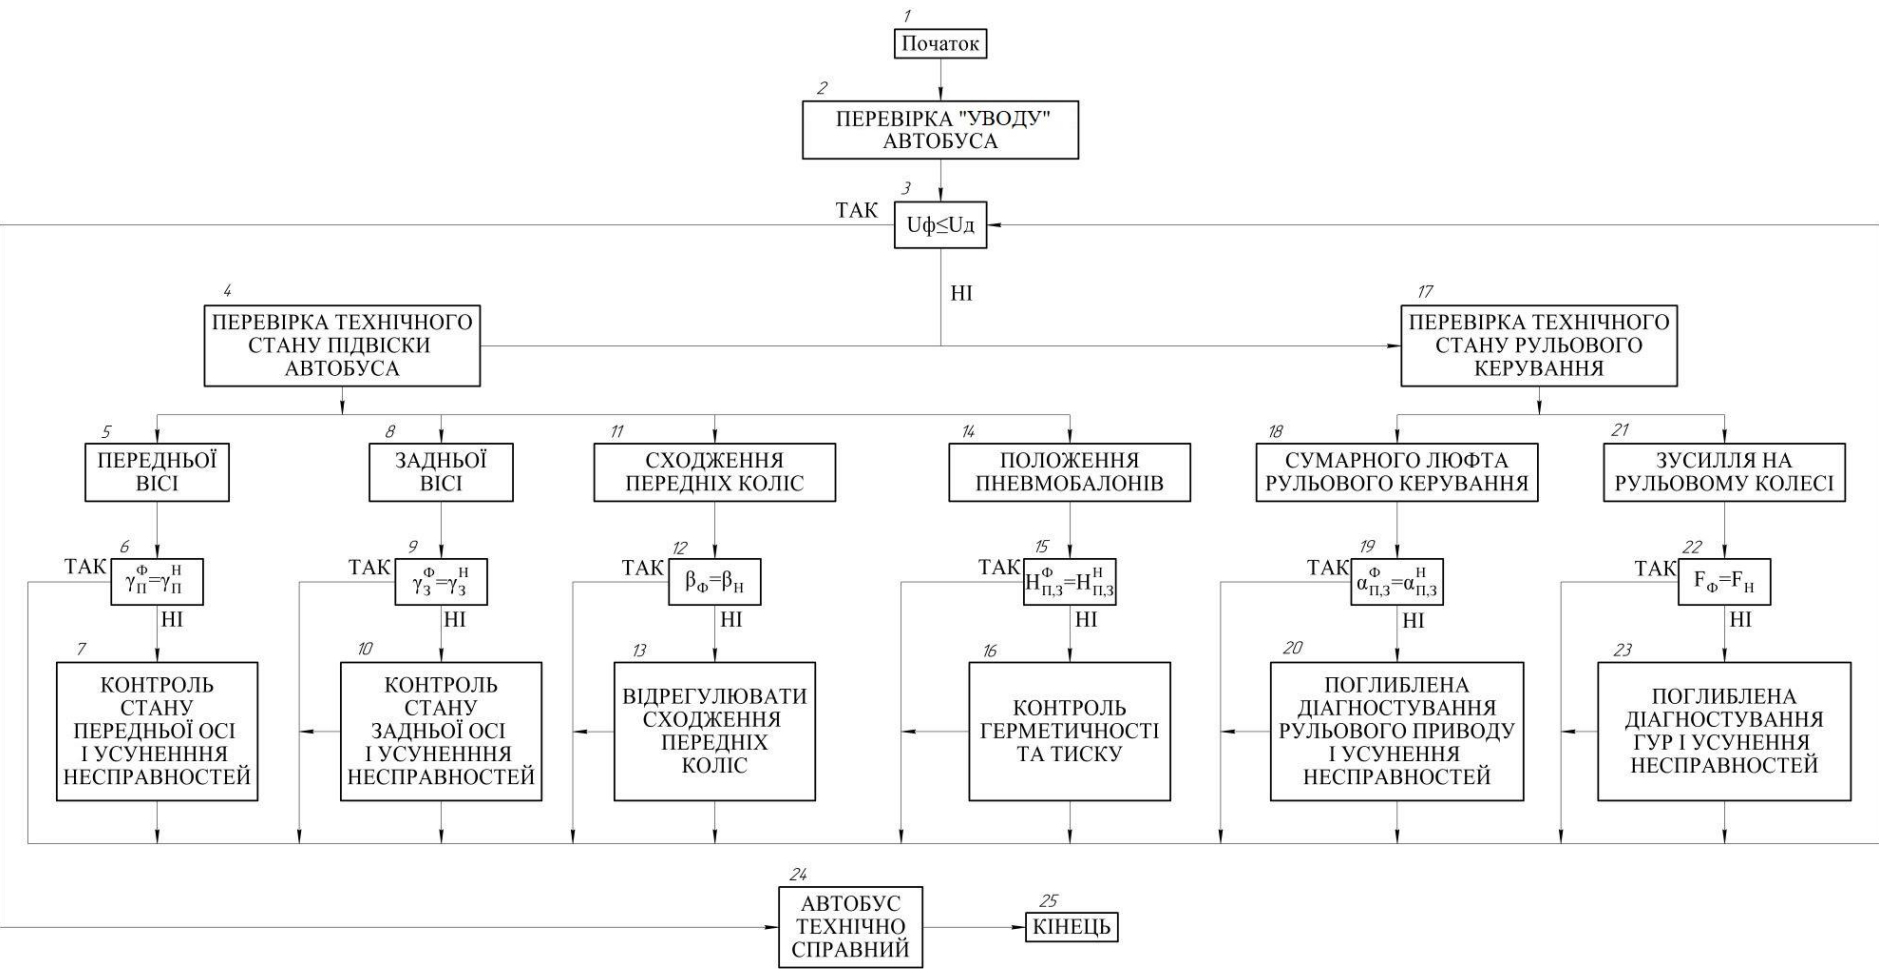 1
Початок
2
ПЕРЕВІРКА "УВОДУ"
АВТОБУСА
3
ТАК
Uф≤Uд
НІ
4
ПЕРЕВІРКА ТЕХНІЧНОГО
СТАНУ ПІДВІСКИ
АВТОБУСА
17
ПЕРЕВІРКА ТЕХНІЧНОГО
СТАНУ РУЛЬОВОГО
КЕРУВАННЯ
5
ПЕРЕДНЬОЇ
ВІСІ
8
ЗАДНЬОЇ
ВІСІ
11
СХОДЖЕННЯ
ПЕРЕДНІХ КОЛІС
14
ПОЛОЖЕННЯ
ПНЕВМОБАЛОНІВ
18
СУМАРНОГО ЛЮФТА
РУЛЬОВОГО КЕРУВАННЯ
21
ЗУСИЛЛЯ НА
РУЛЬОВОМУ КОЛЕСІ
6
ТАК
γПФ=γПН
НІ
9
ТАК
γЗФ=γЗН
НІ
12
ТАК
βФ=βН
НІ
15
ТАК
HП,ЗФ=HП,ЗН
НІ
19
ТАК
αП,ЗФ=αП,ЗН
НІ
22
ТАК
FФ=FН
НІ
7
КОНТРОЛЬ
СТАНУ
ПЕРЕДНЬОЇ ОСІ
І УСУНЕНННЯ
НЕСПРАВНОСТЕЙ
10
КОНТРОЛЬ
СТАНУ
ЗАДНЬОЇ ОСІ
І УСУНЕНННЯ
НЕСПРАВНОСТЕЙ
13
ВІДРЕГУЛЮВАТИ
СХОДЖЕННЯ
ПЕРЕДНІХ
КОЛІС
16
КОНТРОЛЬ
ГЕРМЕТИЧНОСТІ
ТА ТИСКУ
20
ПОГЛИБЛЕНА
ДІАГНОСТУВАННЯ
РУЛЬОВОГО ПРИВОДУ
І УСУНЕННЯ
НЕСПРАВНОСТЕЙ
23
ПОГЛИБЛЕНА
ДІАГНОСТУВАННЯ
ГУР І УСУНЕННЯ
НЕСПРАВНОСТЕЙ
24
АВТОБУС
ТЕХНІЧНО
СПРАВНИЙ
25
КІНЕЦЬ